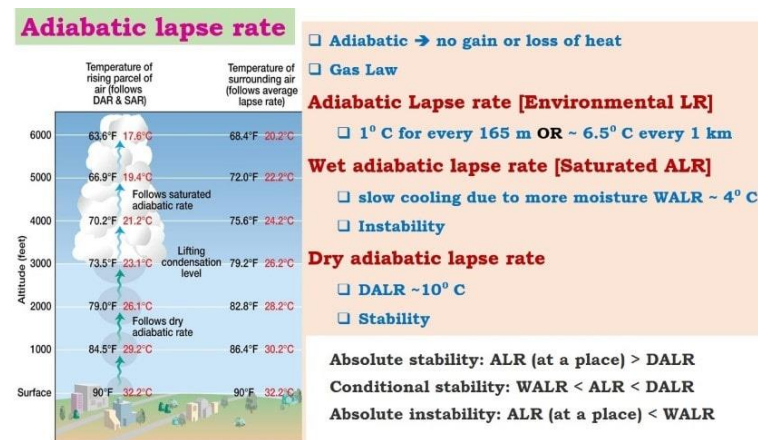 Adiabatic lapse rate
Temperature of
rising parcel of
air (follows
DAR & SAR)
Temperature of
surrounding air
(follows average
lapse rate)
Altitude (feet)
6000 63.6°F 17.6°C 68.4°F 20.2°C
5000 66.9°F 19.4°C 72.0°F 22.2°C
Follows saturated
adiabatic rate
4000 70.2°F 21.2°C 75.6°F 24.2°C
Lifting
condensation
level
3000 73.5°F 23.1°C 79.2°F 26.2°C
2000 79.0°F 26.1°C 82.8°F 28.2°C
Follows dry
adiabatic rate
1000 84.5°F 29.2°C 86.4°F 30.2°C
Surface 90°F 32.2°C 90°F 32.2°C
❑ Adiabatic ➔ no gain or loss of heat
❑ Gas Law
Adiabatic Lapse rate [Environmental LR]
❑ 1⁰ C for every 165 m OR ~ 6.5⁰ C every 1 km
Wet adiabatic lapse rate [Saturated ALR]
❑ slow cooling due to more moisture WALR ~ 4⁰ C
❑ Instability
Dry adiabatic lapse rate
❑ DALR ~10⁰ C
❑ Stability
Absolute stability: ALR (at a place) > DALR
Conditional stability: WALR < ALR < DALR
Absolute instability: ALR (at a place) < WALR